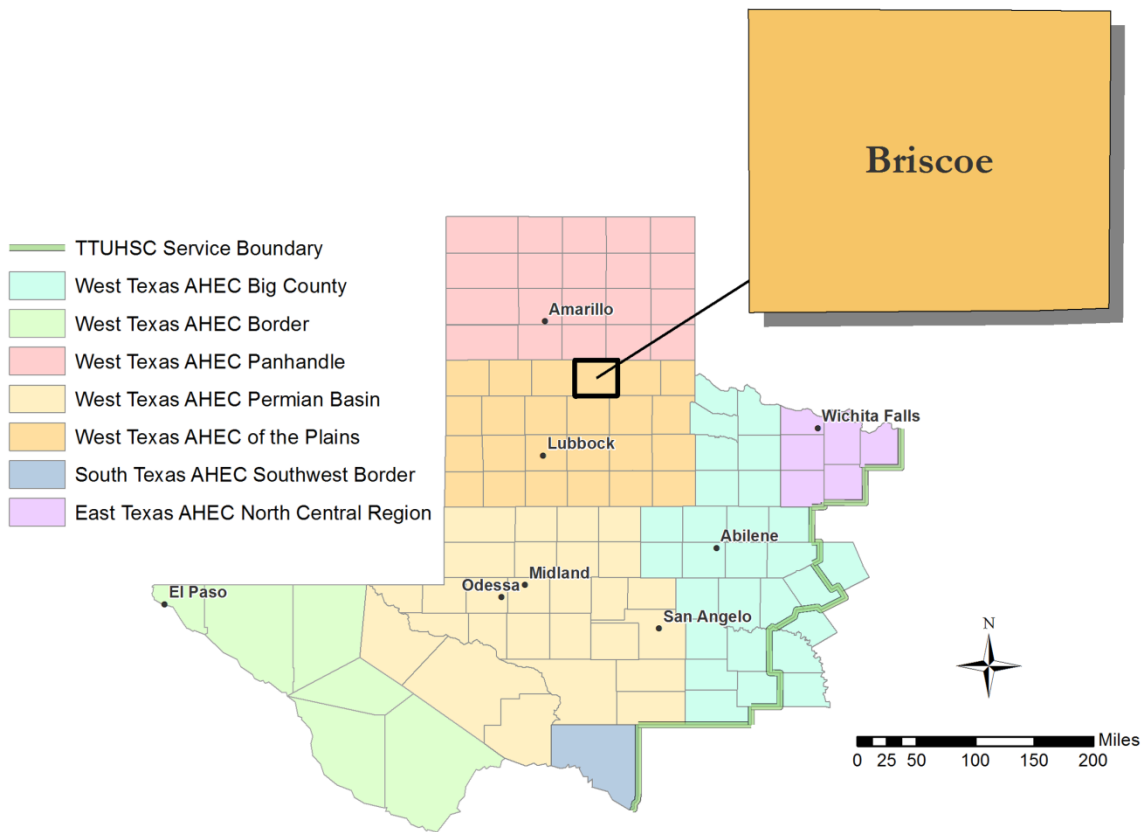 Briscoe
TTUHSC Service Boundary
West Texas AHEC Big County
West Texas AHEC Border
West Texas AHEC Panhandle
West Texas AHEC Permian Basin
West Texas AHEC of the Plains
South Texas AHEC Southwest Border
East Texas AHEC North Central Region
Amarillo
Wichita Falls
Lubbock
Abilene
Midland
Odessa
El Paso
San Angelo
N
Miles
0 25 50 100 150 200